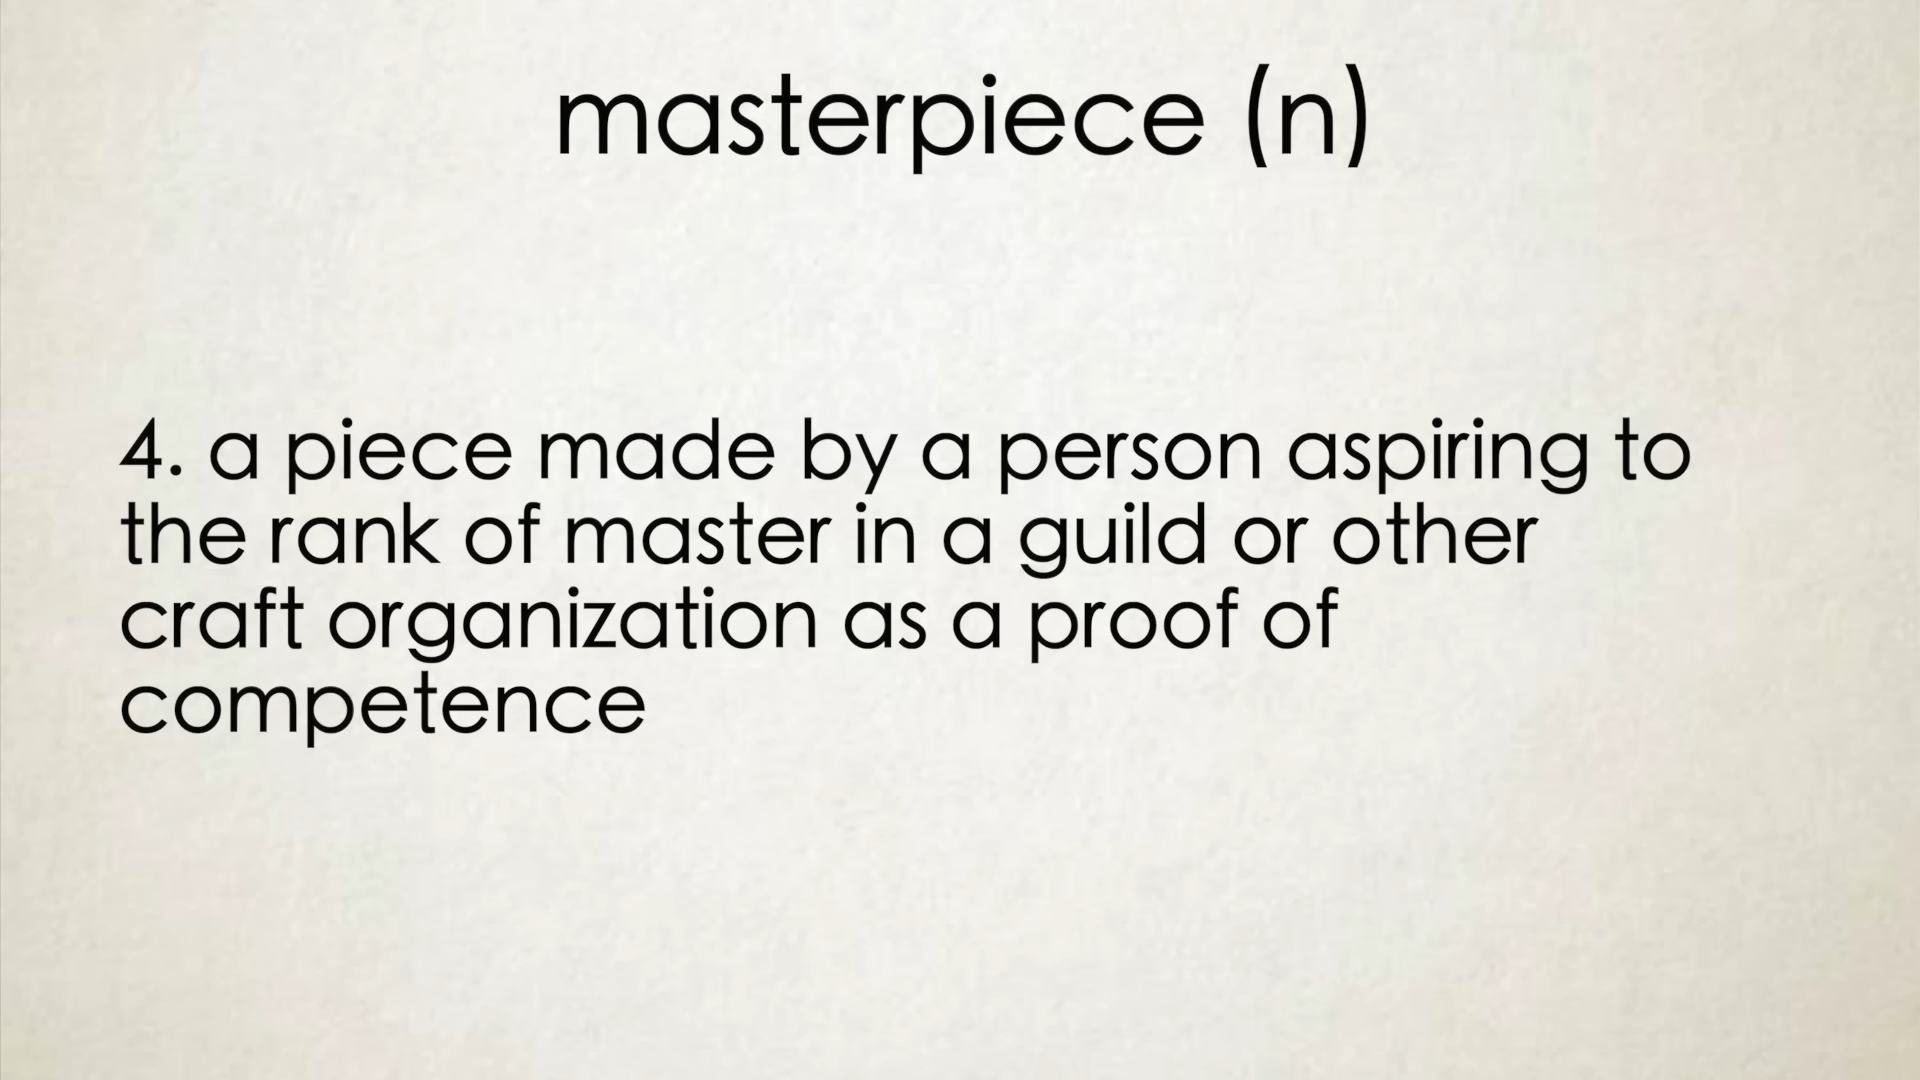 masterpiece (n)
4. a piece made by a person aspiring to
the rank of master in a guild or other
craft organization as a proof of
competence